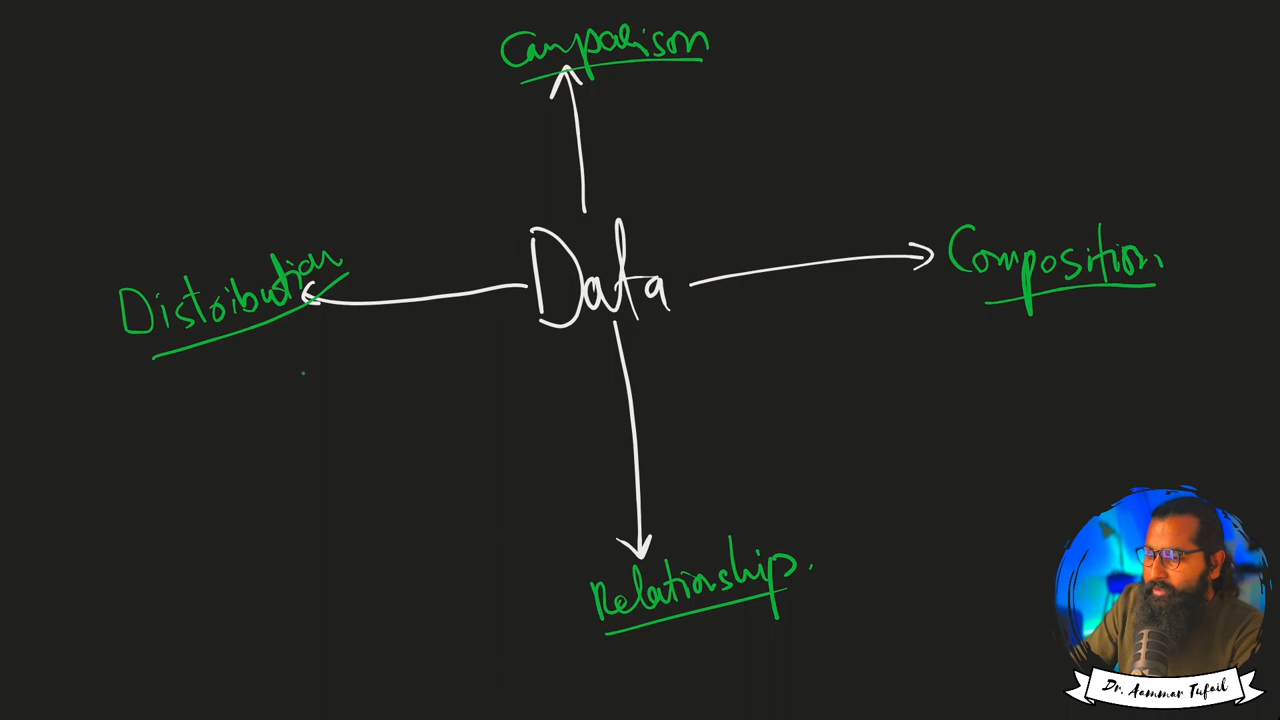 Comparison
Distribution
Data
Composition
Relationship.
Dr. Aammar Tufail